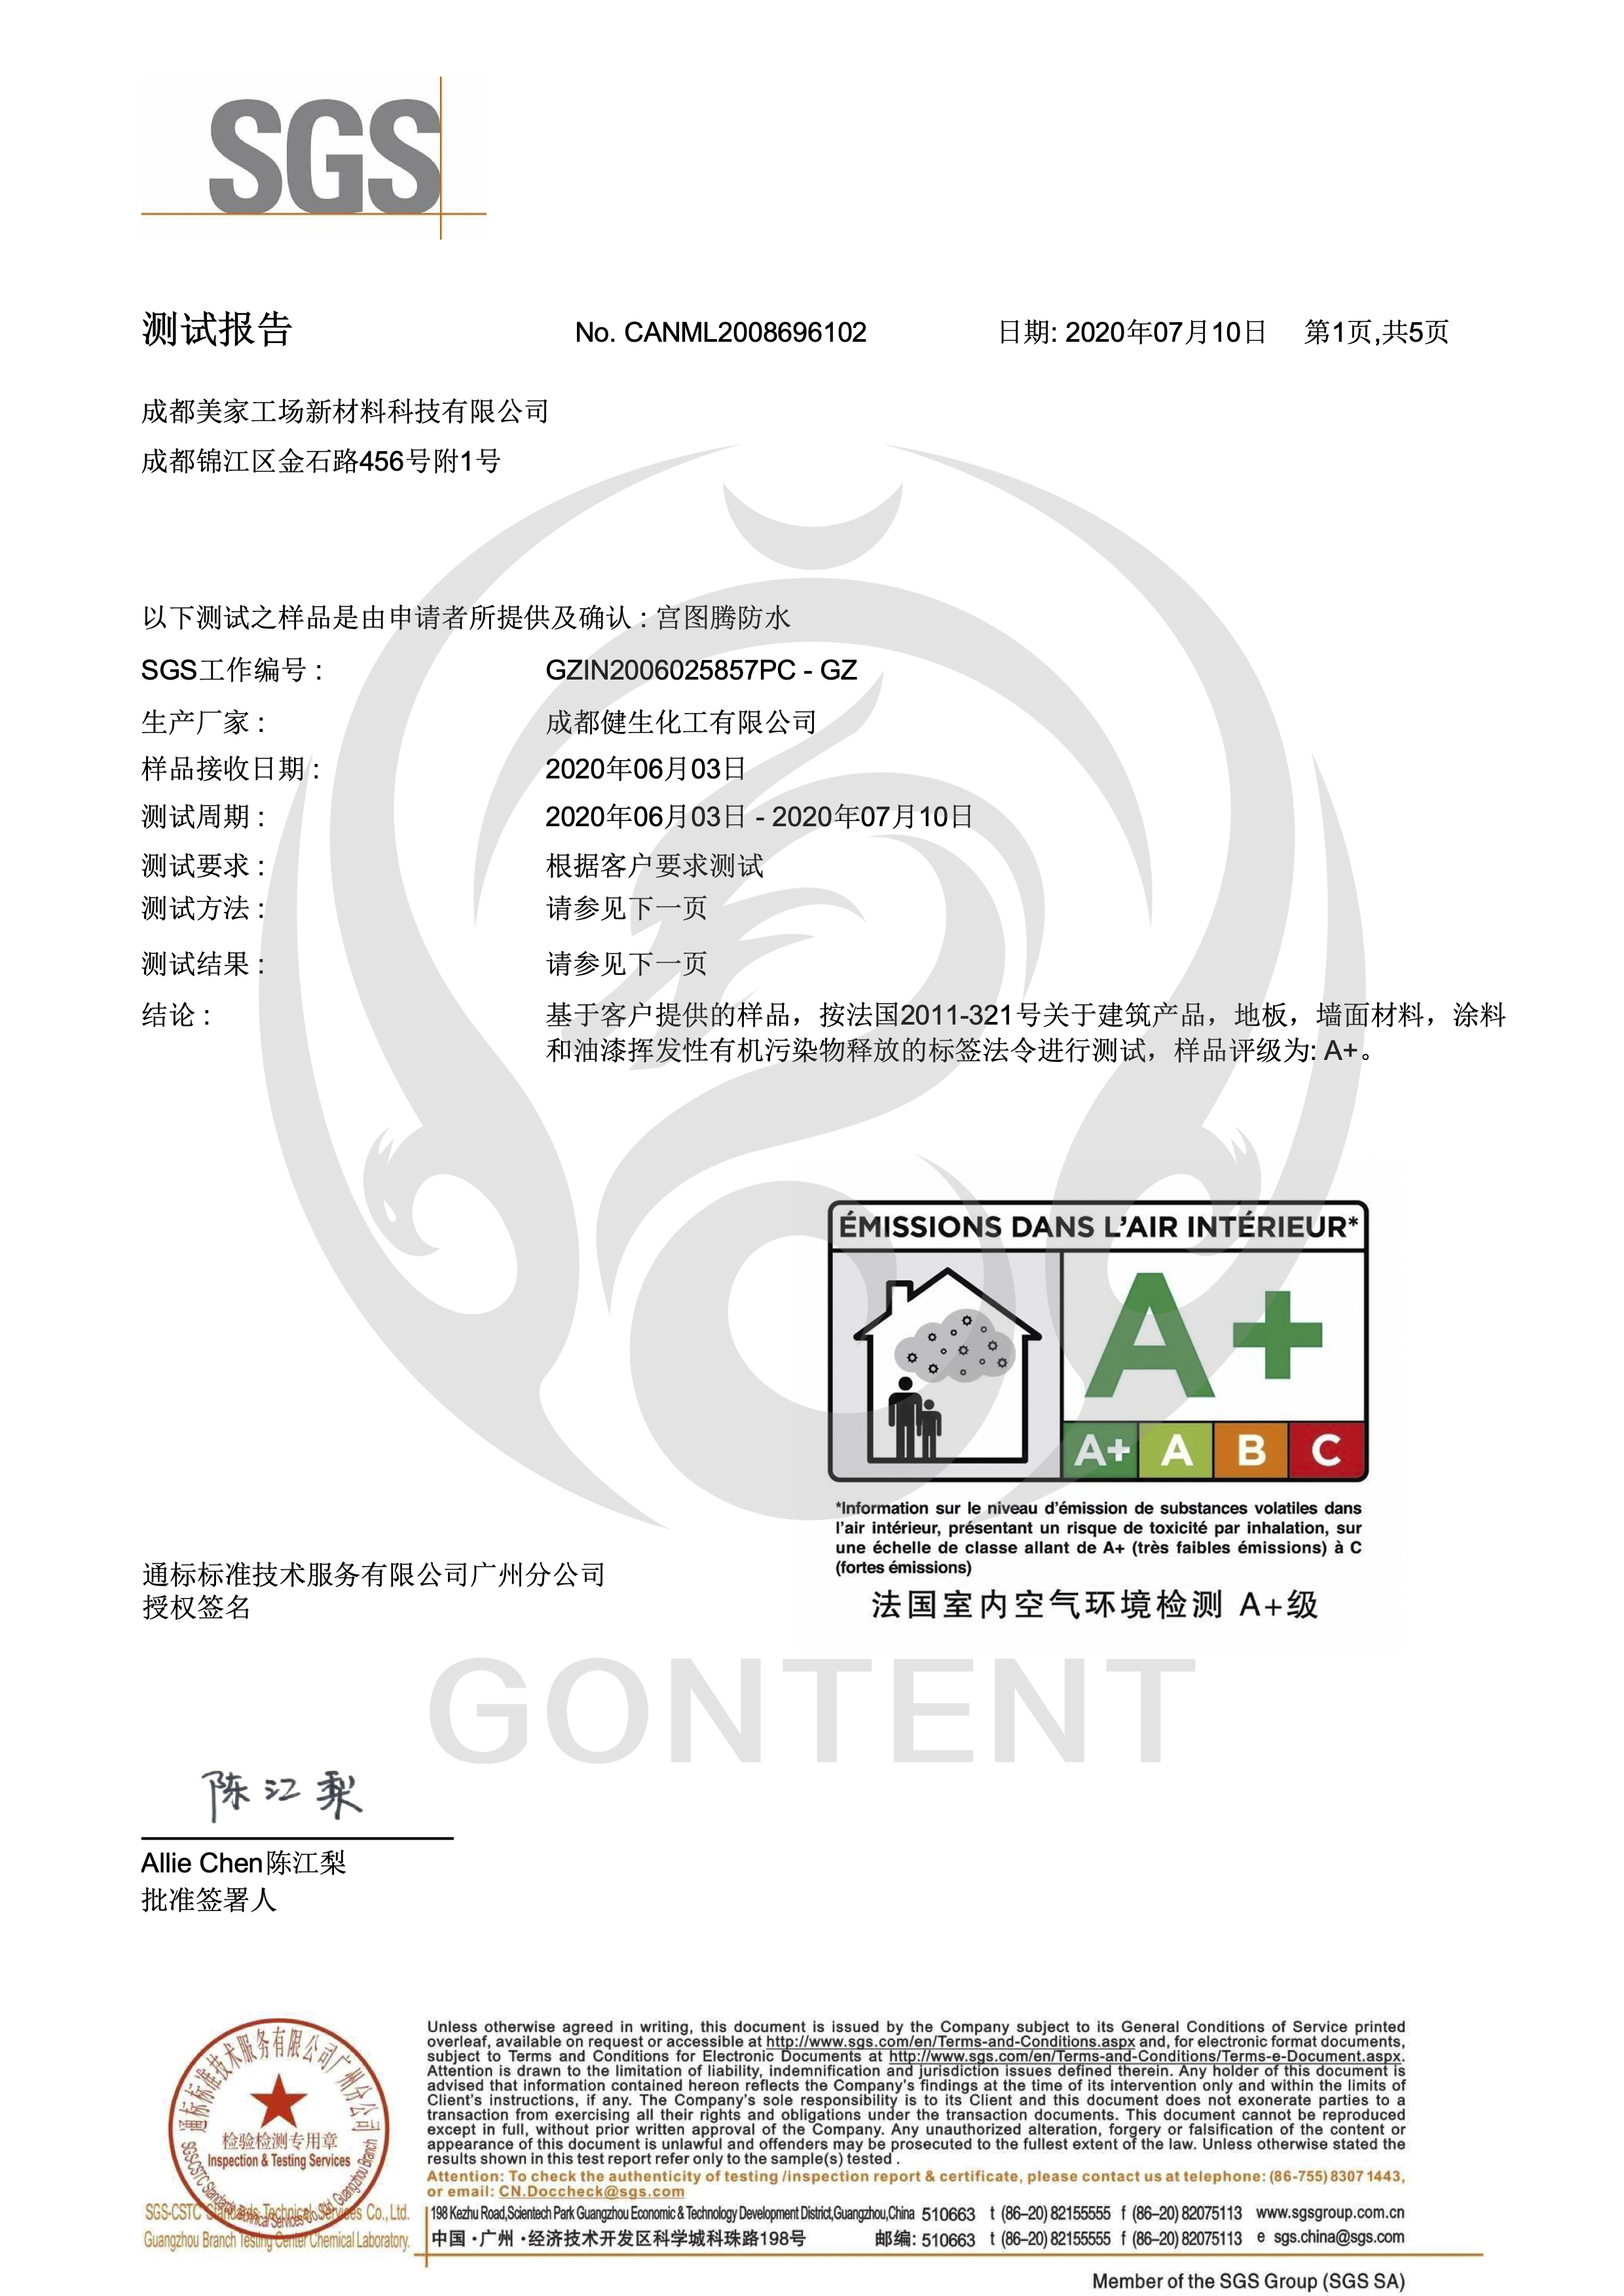 SGS
测试报告 No. CANML2008696102 日期: 2020年07月10日 第1页,共5页
成都美家工场新材料科技有限公司
成都锦江区金石路456号附1号
以下测试之样品是由申请者所提供及确认 : 宫图腾防水
SGS工作编号 : GZIN2006025857PC - GZ
生产厂家 : 成都健生化工有限公司
样品接收日期 : 2020年06月03日
测试周期 : 2020年06月03日 - 2020年07月10日
测试要求 : 根据客户要求测试
测试方法 : 请参见下一页
测试结果 : 请参见下一页
结论 : 基于客户提供的样品，按法国2011-321号关于建筑产品，地板，墙面材料，涂料
和油漆挥发性有机污染物释放的标签法令进行测试，样品评级为: A+。
ÉMISSIONS DANS L'AIR INTÉRIEUR*
A+
A+ A B C
*Information sur le niveau d'émission de substances volatiles dans
l'air intérieur, présentant un risque de toxicité par inhalation, sur
une échelle de classe allant de A+ (très faibles émissions) à C
(fortes émissions)
法国室内空气环境检测 A+级
通标标准技术服务有限公司广州分公司
授权签名
GONTENT
陈江梨
Allie Chen陈江梨
批准签署人
通标标准技术服务有限公司广州分公司
检验检测专用章
Inspection & Testing Services
SGS-CSTC Standards Technical Services Co., Ltd. Guangzhou Branch
SGS-CSTC Standards Technical Services Co., Ltd.
Guangzhou Branch Testing Center Chemical Laboratory.
Unless otherwise agreed in writing, this document is issued by the Company subject to its General Conditions of Service printed
overleaf, available on request or accessible at http://www.sgs.com/en/Terms-and-Conditions.aspx and, for electronic format documents,
subject to Terms and Conditions for Electronic Documents at http://www.sgs.com/en/Terms-and-Conditions/Terms-e-Document.aspx.
Attention is drawn to the limitation of liability, indemnification and jurisdiction issues defined therein. Any holder of this document is
advised that information contained hereon reflects the Company's findings at the time of its intervention only and within the limits of
Client's instructions, if any. The Company's sole responsibility is to its Client and this document does not exonerate parties to a
transaction from exercising all their rights and obligations under the transaction documents. This document cannot be reproduced
except in full, without prior written approval of the Company. Any unauthorized alteration, forgery or falsification of the content or
appearance of this document is unlawful and offenders may be prosecuted to the fullest extent of the law. Unless otherwise stated the
results shown in this test report refer only to the sample(s) tested .
Attention: To check the authenticity of testing /inspection report & certificate, please contact us at telephone: (86-755) 8307 1443,
or email: CN.Doccheck@sgs.com
198 Kezhu Road,Scientech Park Guangzhou Economic & Technology Development District,Guangzhou,China 510663 t (86–20) 82155555 f (86–20) 82075113 www.sgsgroup.com.cn
中国·广州·经济技术开发区科学城科珠路198号 邮编: 510663 t (86–20) 82155555 f (86–20) 82075113 e sgs.china@sgs.com
Member of the SGS Group (SGS SA)